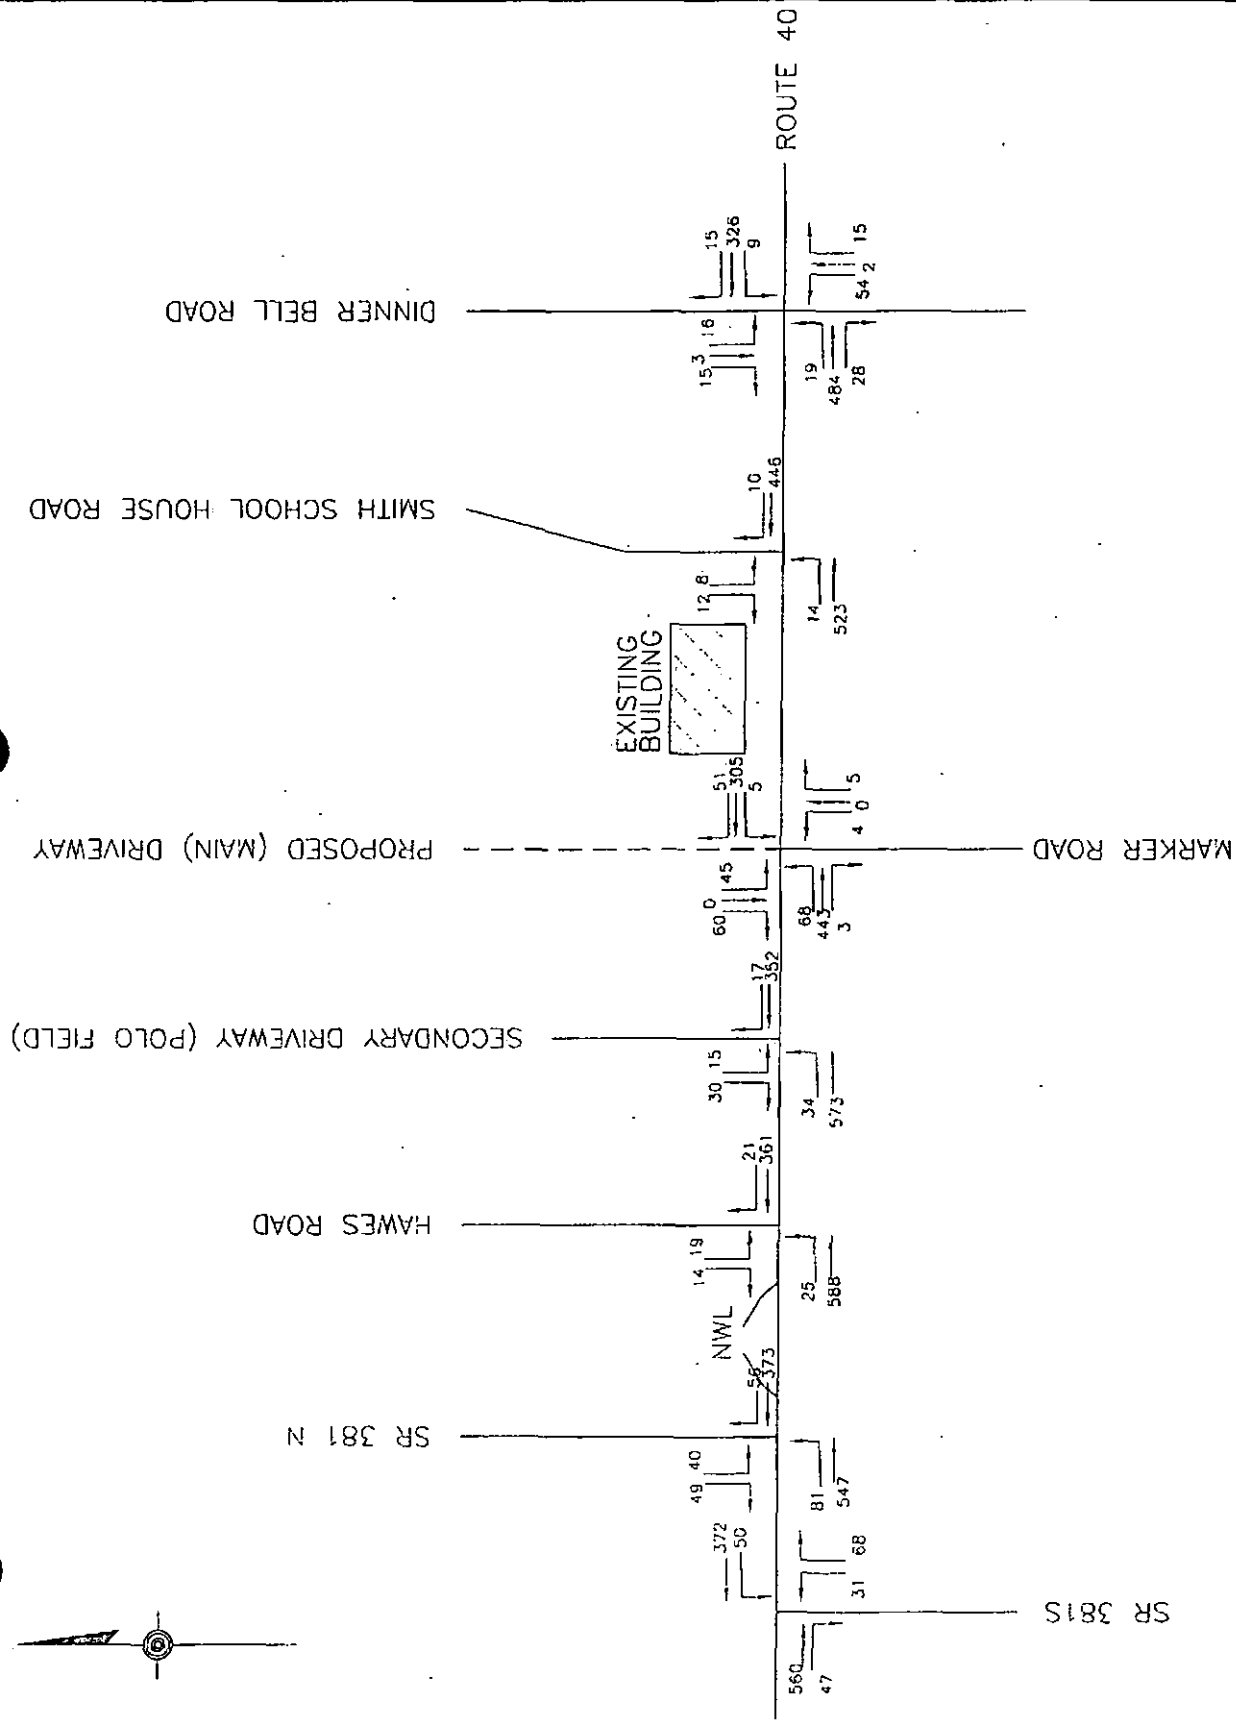 ROUTE 40
DINNER BELL ROAD
15
326
9
15 3 16
19
484
28
54 2 15
SMITH SCHOOL HOUSE ROAD
10
446
12 8
14
523
EXISTING
BUILDING
PROPOSED (MAIN) DRIVEWAY
51
305
5
60 0 45
68
443
3
4 0 5
MARKER ROAD
SECONDARY DRIVEWAY (POLO FIELD)
17
352
30 15
34
573
HAWES ROAD
21
361
14 19
25
588
NWL
SR 381 N
56
373
49 40
81
547
372
50
31 68
560
47
SR 381S